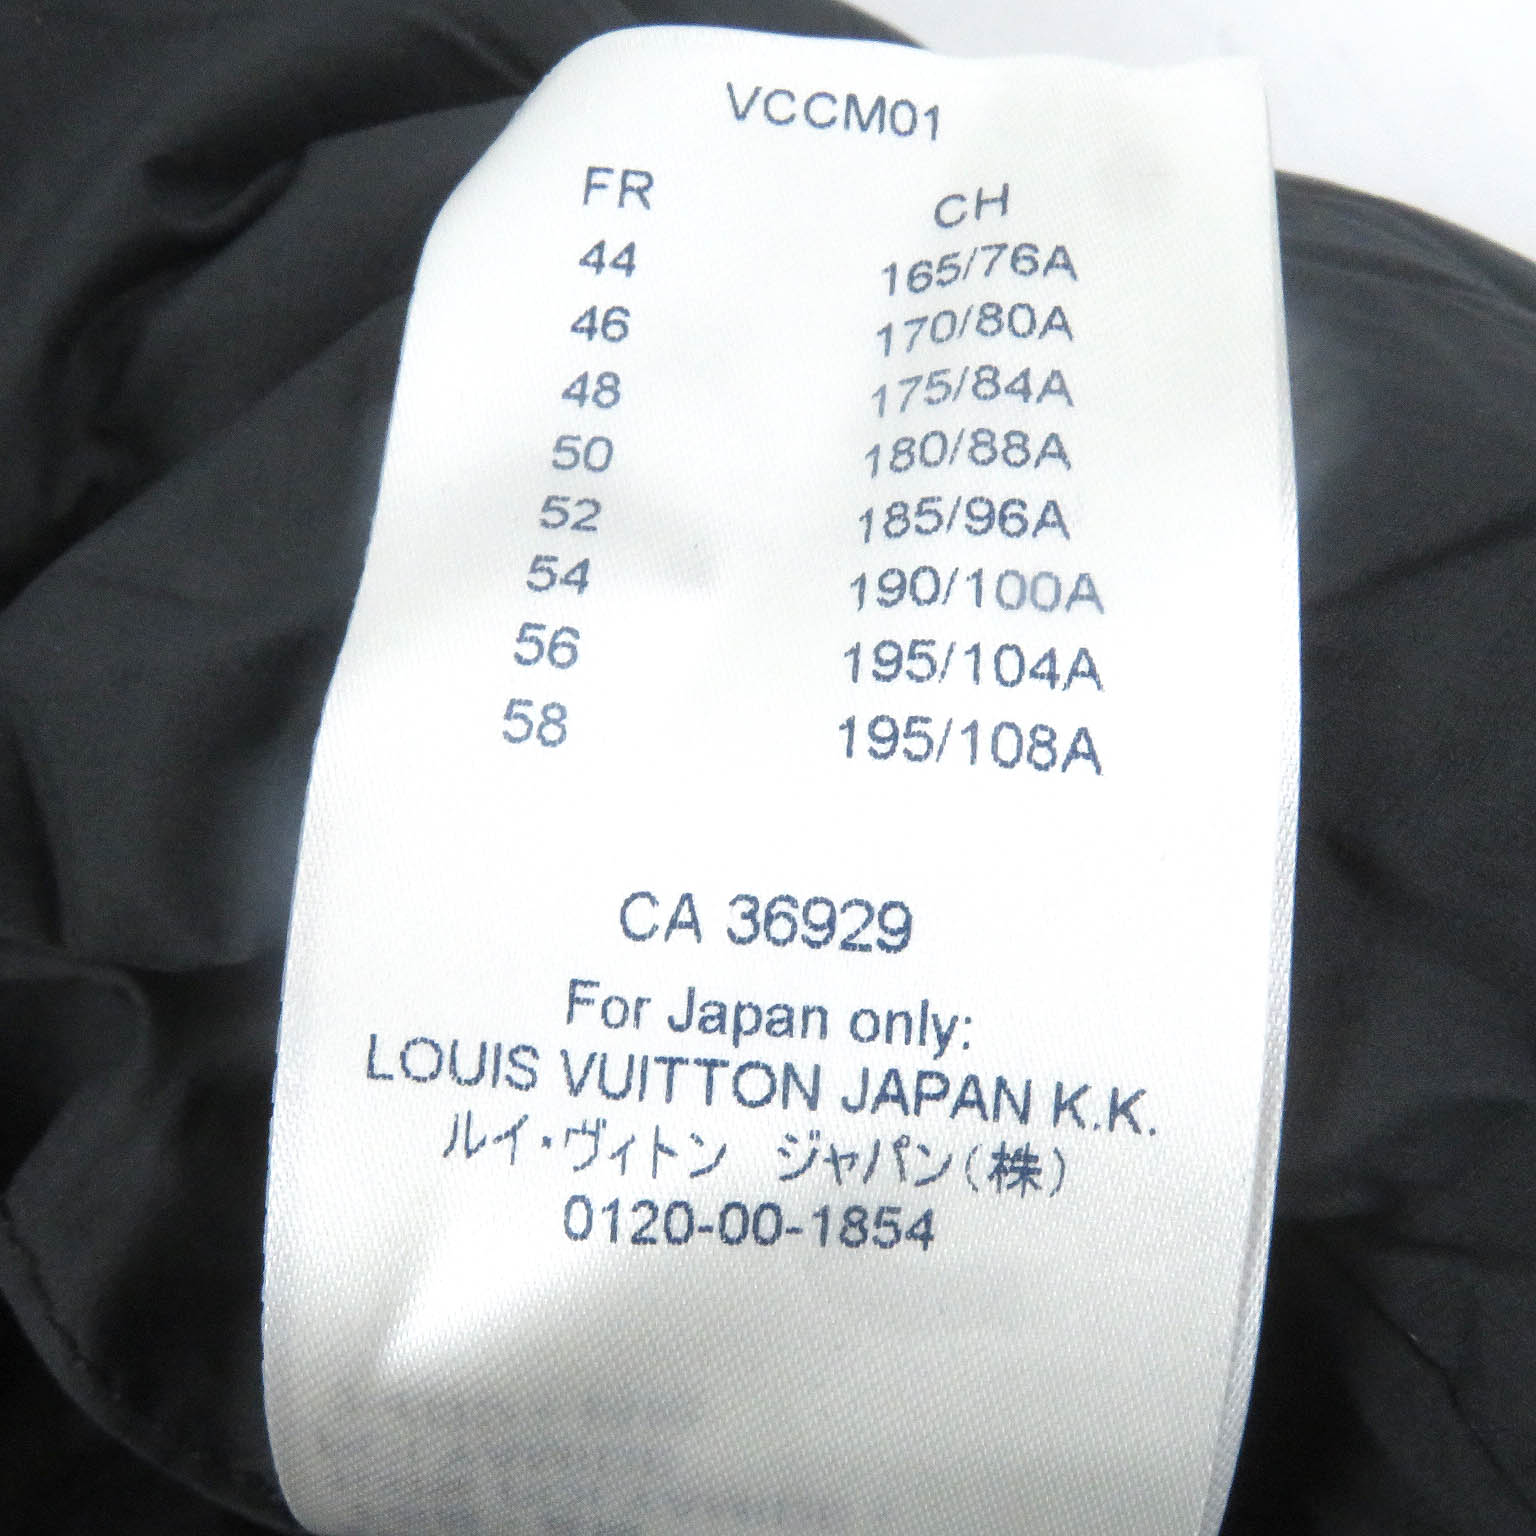 VCCM01
FR CH
44 165/76A
46 170/80A
48 175/84A
50 180/88A
52 185/96A
54 190/100A
56 195/104A
58 195/108A
CA 36929
For Japan only:
LOUIS VUITTON JAPAN K.K.
ルイ・ヴィトン ジャパン(株)
0120-00-1854